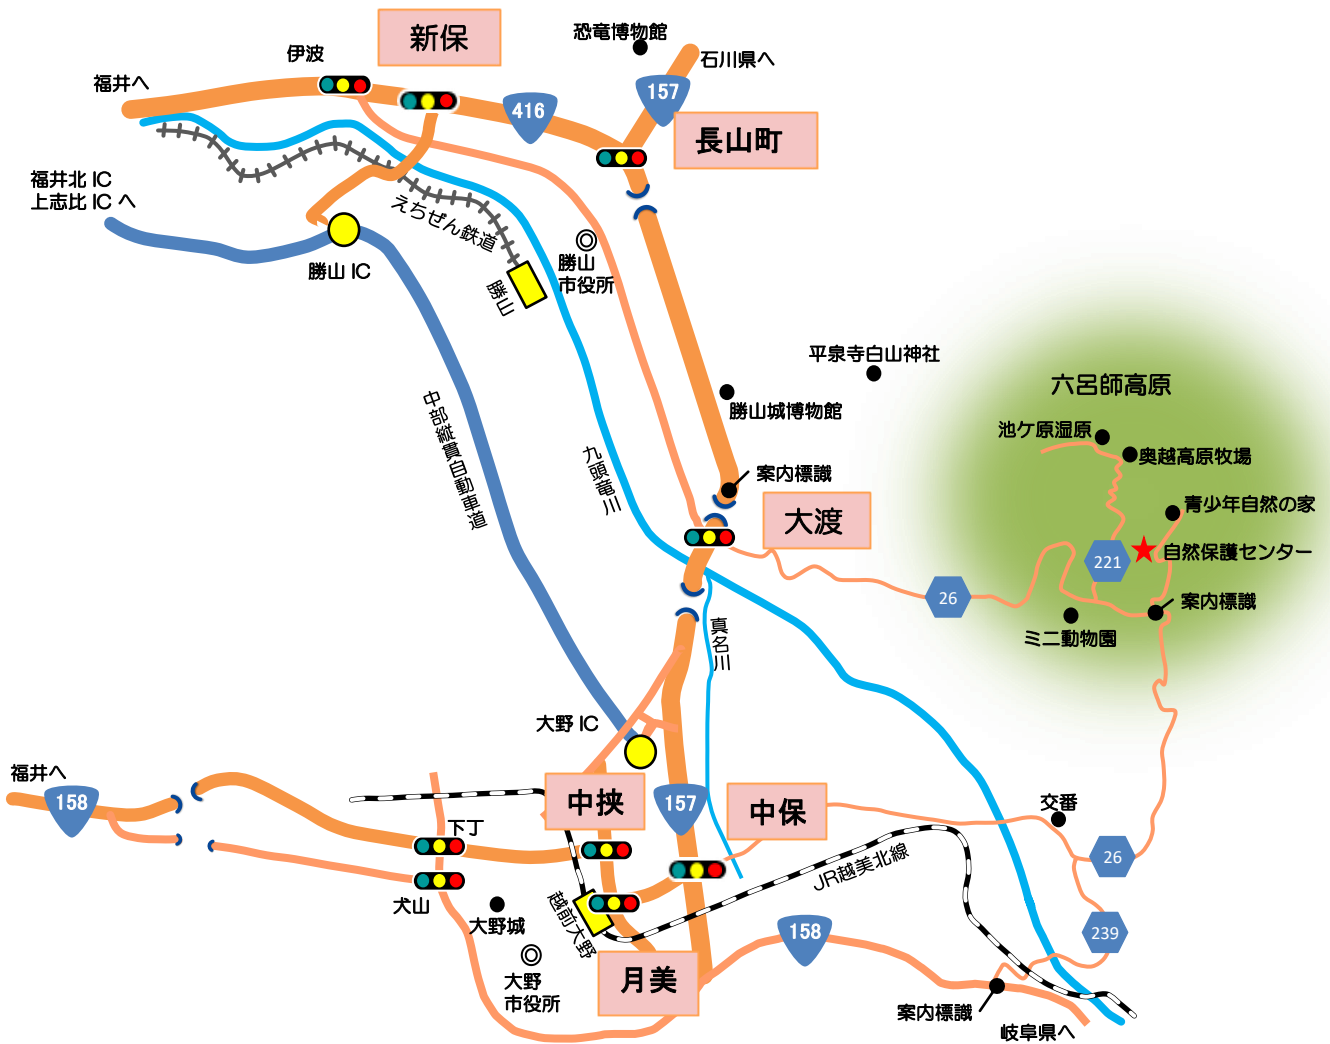 新保
恐竜博物館
伊波
石川県へ
福井へ
157
416
長山町
福井北IC
上志比ICへ
えちぜん鉄道
勝山IC
勝山
市役所
勝山
平泉寺白山神社
六呂師高原
中部縦貫自動車道
勝山城博物館
池ケ原湿原
奥越高原牧場
九頭竜川
案内標識
青少年自然の家
大渡
自然保護センター
221
26
案内標識
真名川
ミニ動物園
大野IC
福井へ
158
中挟
157
中保
交番
下丁
26
JR越美北線
犬山
大野城
越前大野
158
239
大野
市役所
月美
案内標識
岐阜県へ